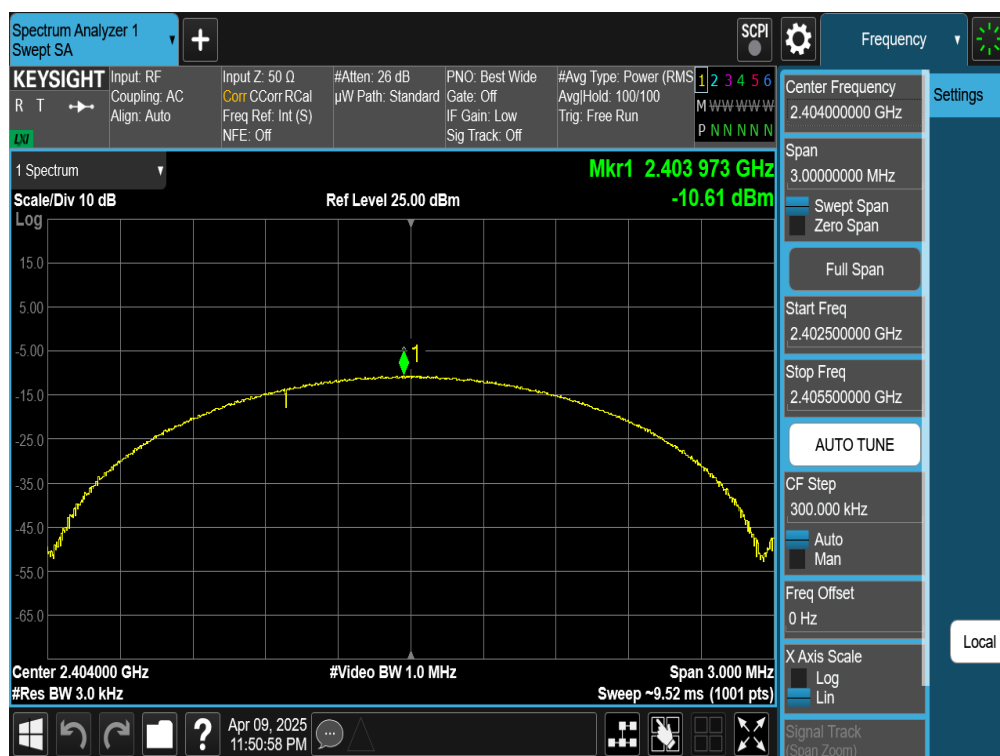 Spectrum Analyzer 1
Swept SA
+
SCPI
Frequency
KEYSIGHT
R T
LXI
Input: RF
Coupling: AC
Align: Auto
Input Z: 50 Ω
Corr CCorr RCal
Freq Ref: Int (S)
NFE: Off
#Atten: 26 dB
µW Path: Standard
PNO: Best Wide
Gate: Off
IF Gain: Low
Sig Track: Off
#Avg Type: Power (RMS
Avg|Hold: 100/100
Trig: Free Run
1 2 3 4 5 6
M W W W W W W
P N N N N N N
1 Spectrum
Mkr1 2.403 973 GHz
-10.61 dBm
Scale/Div 10 dB
Ref Level 25.00 dBm
Log
15.0
5.00
-5.00
-15.0
-25.0
-35.0
-45.0
-55.0
-65.0
1
Center 2.404000 GHz
#Video BW 1.0 MHz
Span 3.000 MHz
#Res BW 3.0 kHz
Sweep ~9.52 ms (1001 pts)
?
Apr 09, 2025
11:50:58 PM
Center Frequency
2.404000000 GHz
Span
3.00000000 MHz
Swept Span
Zero Span
Full Span
Start Freq
2.402500000 GHz
Stop Freq
2.405500000 GHz
AUTO TUNE
CF Step
300.000 kHz
Auto
Man
Freq Offset
0 Hz
X Axis Scale
Log
Lin
Signal Track
(Span Zoom)
Settings
Local